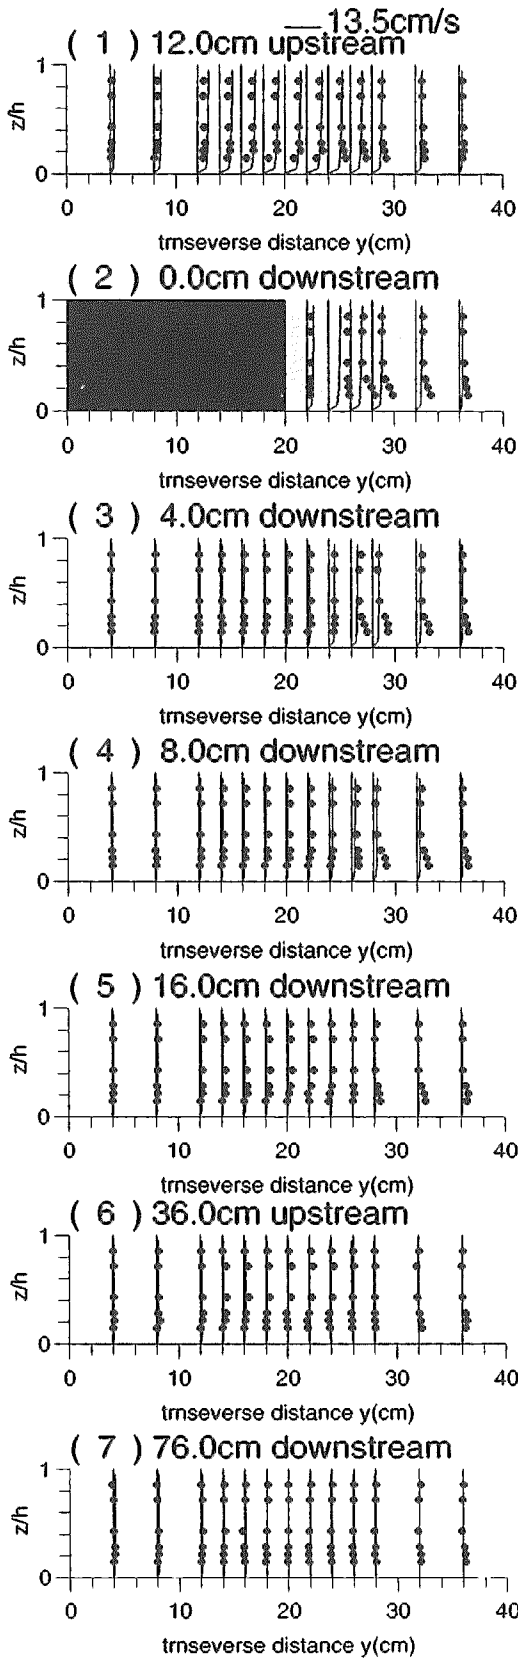 13.5cm/s
( 1 ) 12.0cm upstream
1
z/h
0
0 10 20 30 40
trnseverse distance y(cm)
( 2 ) 0.0cm downstream
1
z/h
0
0 10 20 30 40
trnseverse distance y(cm)
( 3 ) 4.0cm downstream
1
z/h
0
0 10 20 30 40
trnseverse distance y(cm)
( 4 ) 8.0cm downstream
1
z/h
0
0 10 20 30 40
trnseverse distance y(cm)
( 5 ) 16.0cm downstream
1
z/h
0
0 10 20 30 40
trnseverse distance y(cm)
( 6 ) 36.0cm upstream
1
z/h
0
0 10 20 30 40
trnseverse distance y(cm)
( 7 ) 76.0cm downstream
1
z/h
0
0 10 20 30 40
trnseverse distance y(cm)